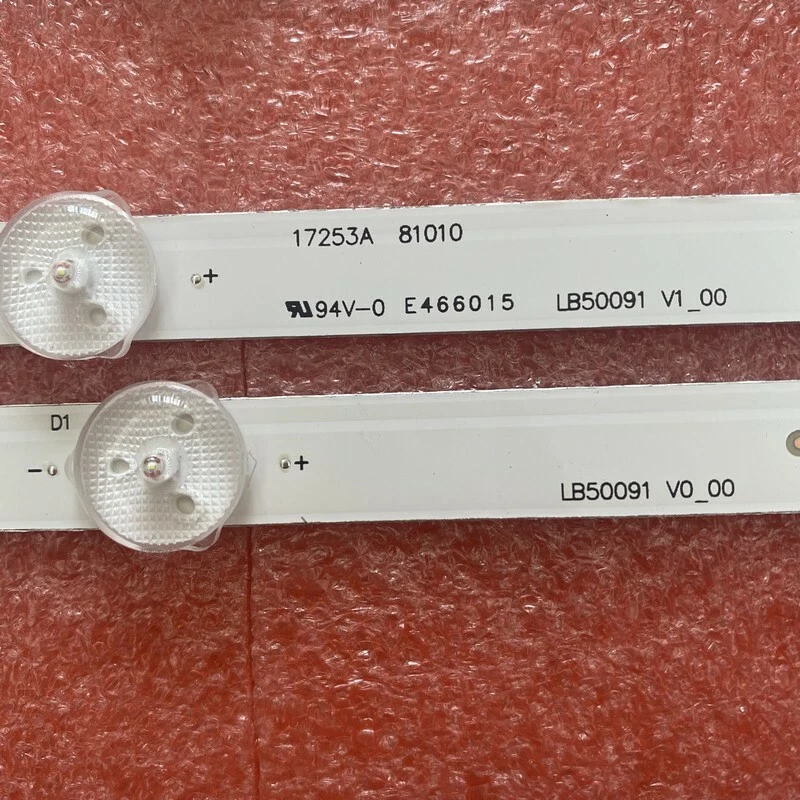 17253A 81010
+
94V-0 E466015 LB50091 V1_00
D1
- +
LB50091 V0_00